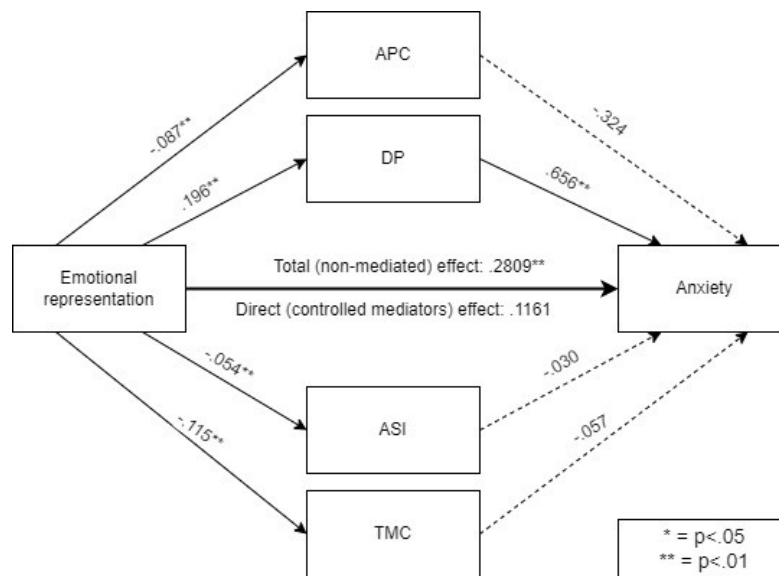 APC
-.087**
-.324
DP
.196**
.656**
Emotional
representation
Total (non-mediated) effect: .2809**
Direct (controlled mediators) effect: .1161
Anxiety
-.054**
-.030
ASI
-.115**
-.057
TMC
* = p<.05
** = p<.01